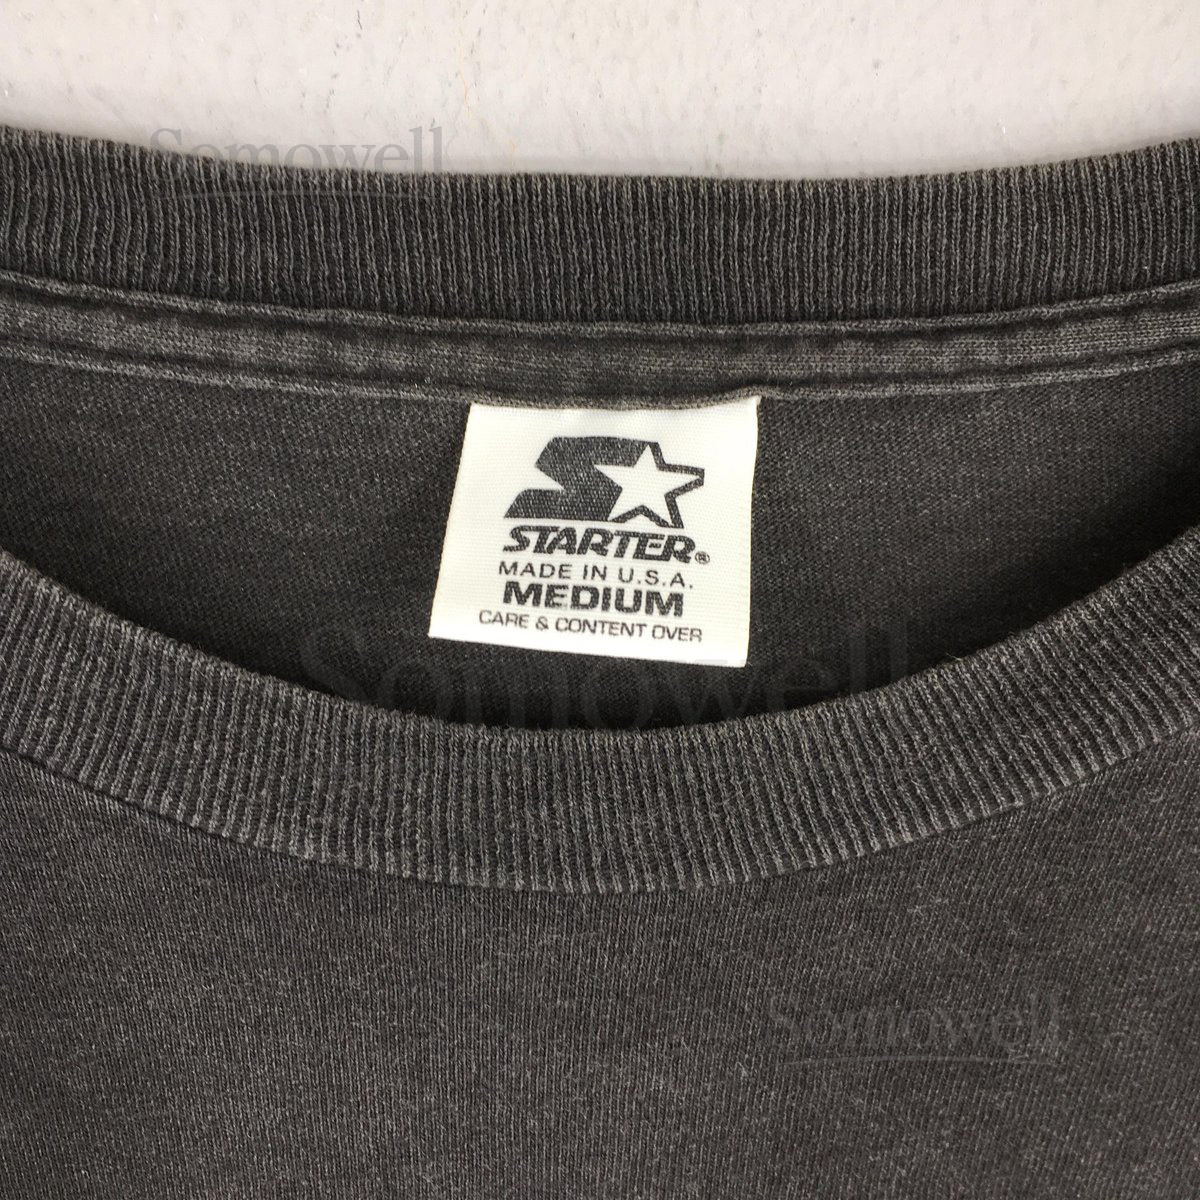 Somowell
STARTER®
MADE IN U.S.A.
MEDIUM
CARE & CONTENT OVER
Somowell
Somowell